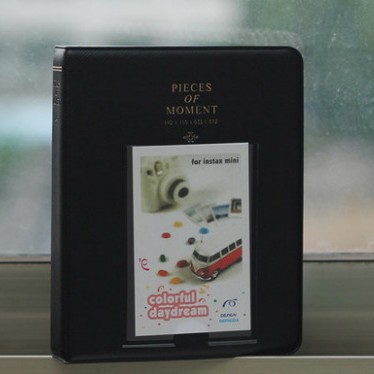 PIECES
OF
MOMENT
for instax mini
colorful
daydream